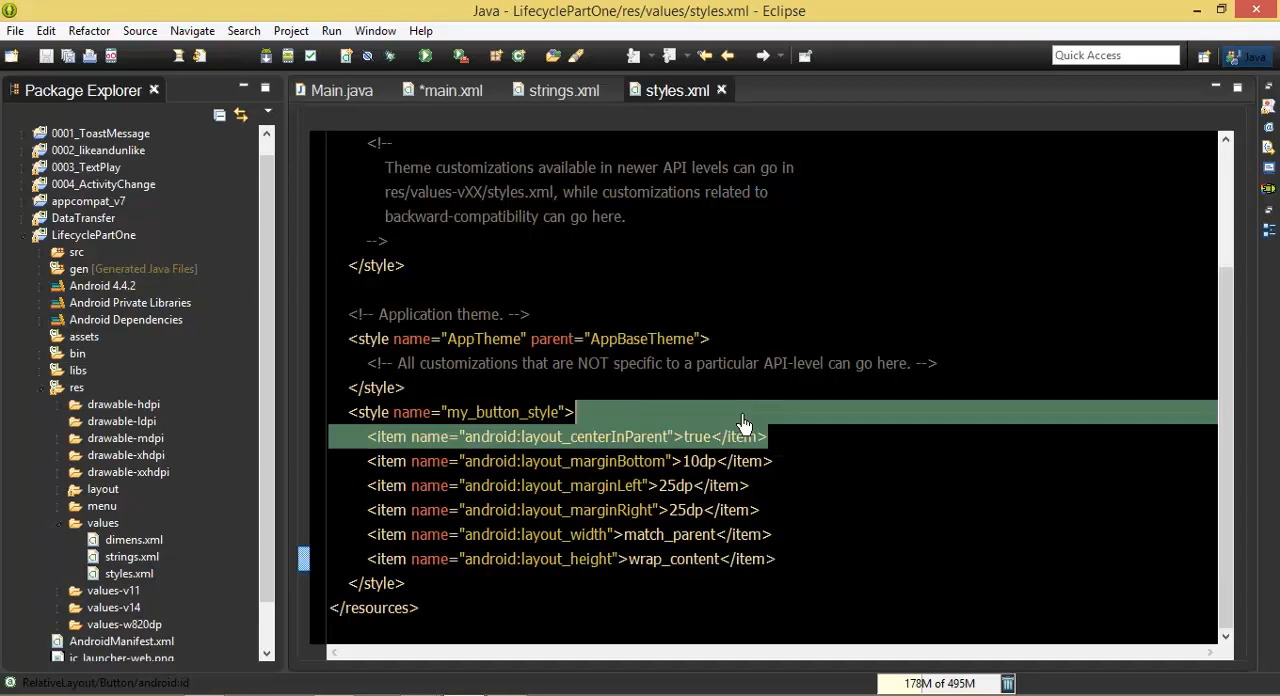 Java - LifecyclePartOne/res/values/styles.xml - Eclipse
File Edit Refactor Source Navigate Search Project Run Window Help
Quick Access
Java
Package Explorer
Main.java
*main.xml
strings.xml
styles.xml
0001_ToastMessage
0002_likeandunlike
0003_TextPlay
0004_ActivityChange
appcompat_v7
DataTransfer
LifecyclePartOne
src
gen [Generated Java Files]
Android 4.4.2
Android Private Libraries
Android Dependencies
assets
bin
libs
res
drawable-hdpi
drawable-ldpi
drawable-mdpi
drawable-xhdpi
drawable-xxhdpi
layout
menu
values
dimens.xml
strings.xml
styles.xml
values-v11
values-v14
values-w820dp
AndroidManifest.xml
ic_launcher-web.png
<!--
Theme customizations available in newer API levels can go in
res/values-vXX/styles.xml, while customizations related to
backward-compatibility can go here.
-->
</style>
<!-- Application theme. -->
<style name="AppTheme" parent="AppBaseTheme">
<!-- All customizations that are NOT specific to a particular API-level can go here. -->
</style>
<style name="my_button_style">
<item name="android:layout_centerInParent">true</item>
<item name="android:layout_marginBottom">10dp</item>
<item name="android:layout_marginLeft">25dp</item>
<item name="android:layout_marginRight">25dp</item>
<item name="android:layout_width">match_parent</item>
<item name="android:layout_height">wrap_content</item>
</style>
</resources>
RelativeLayout/Button/android:id
178M of 495M